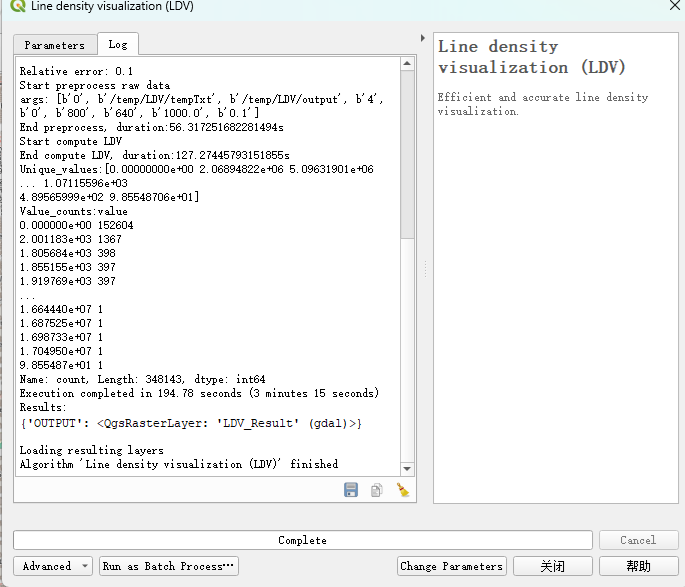 Line density visualization (LDV)
Parameters
Log
Relative error: 0.1
Start preprocess raw data
args: [b'0', b'/temp/LDV/tempTxt', b'/temp/LDV/output', b'4',
b'0', b'800', b'640', b'1000.0', b'0.1']
End preprocess, duration:56.317251682281494s
Start compute LDV
End compute LDV, duration:127.27445793151855s
Unique_values:[0.00000000e+00 2.06894822e+06 5.09631901e+06
... 1.07115596e+03
4.89565999e+02 9.85548706e+01]
Value_counts:value
0.000000e+00 152604
2.001183e+03 1367
1.805684e+03 398
1.855155e+03 397
1.919769e+03 397
...
1.664440e+07 1
1.687525e+07 1
1.698733e+07 1
1.704950e+07 1
9.855487e+01 1
Name: count, Length: 348143, dtype: int64
Execution completed in 194.78 seconds (3 minutes 15 seconds)
Results:
{'OUTPUT': <QgsRasterLayer: 'LDV_Result' (gdal)>}
Loading resulting layers
Algorithm 'Line density visualization (LDV)' finished
Line density
visualization (LDV)
Efficient and accurate line density
visualization.
Complete
Cancel
Advanced
Run as Batch Process…
Change Parameters
关闭
帮助